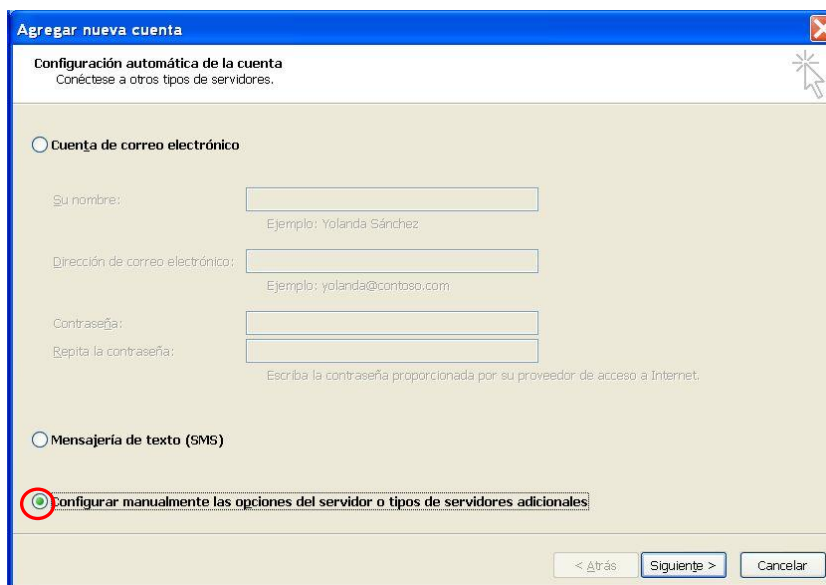 Agregar nueva cuenta
Configuración automática de la cuenta
Conéctese a otros tipos de servidores.
Cuenta de correo electrónico
Su nombre:
Ejemplo: Yolanda Sánchez
Dirección de correo electrónico:
Ejemplo: yolanda@contoso.com
Contraseña:
Repita la contraseña:
Escriba la contraseña proporcionada por su proveedor de acceso a Internet.
Mensajería de texto (SMS)
Configurar manualmente las opciones del servidor o tipos de servidores adicionales
< Atrás Siguiente > Cancelar